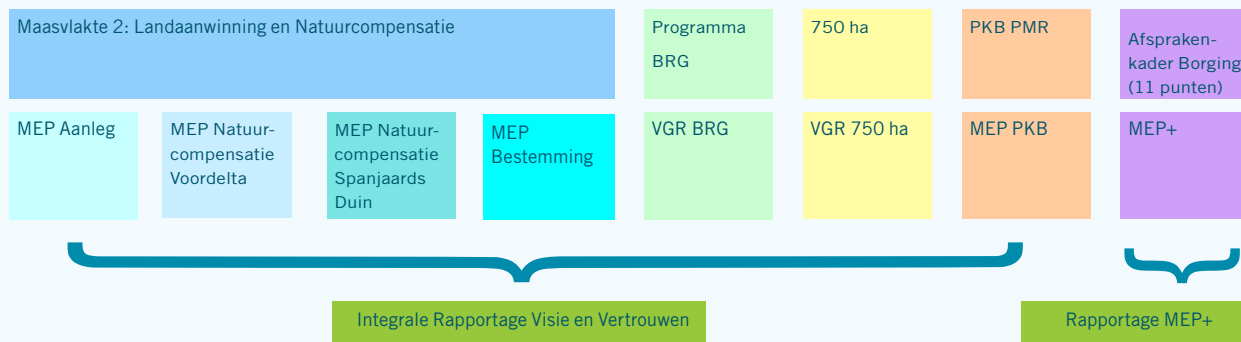 Maasvlakte 2: Landaanwinning en Natuurcompensatie
Programma
BRG
750 ha
PKB PMR
Afspraken-
kader Borging
(11 punten)
MEP Aanleg
MEP Natuur-
compensatie
Voordelta
MEP Natuur-
compensatie
Spanjaards
Duin
MEP
Bestemming
VGR BRG
VGR 750 ha
MEP PKB
MEP+
Integrale Rapportage Visie en Vertrouwen
Rapportage MEP+